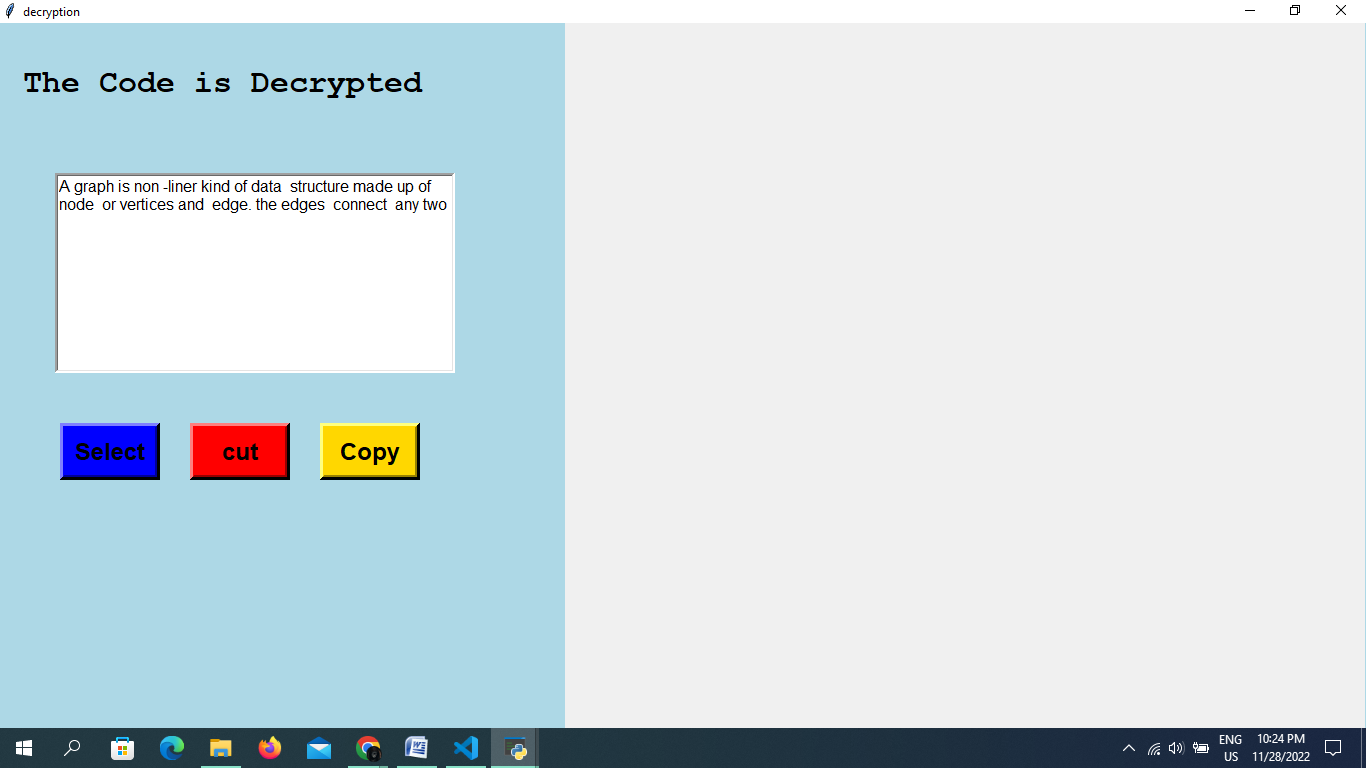 decryption
The Code is Decrypted
A graph is non -liner kind of data  structure made up of
node  or vertices and  edge. the edges  connect  any two
Select
cut
Copy
ENG
US
10:24 PM
11/28/2022